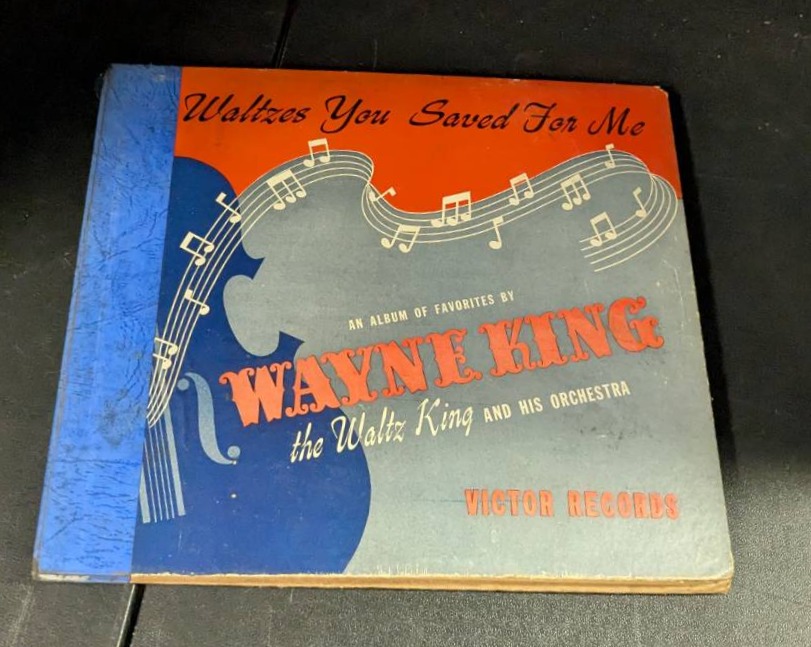 Waltzes You Saved For Me
AN ALBUM OF FAVORITES BY
WAYNE KING
the Waltz King AND HIS ORCHESTRA
VICTOR RECORDS